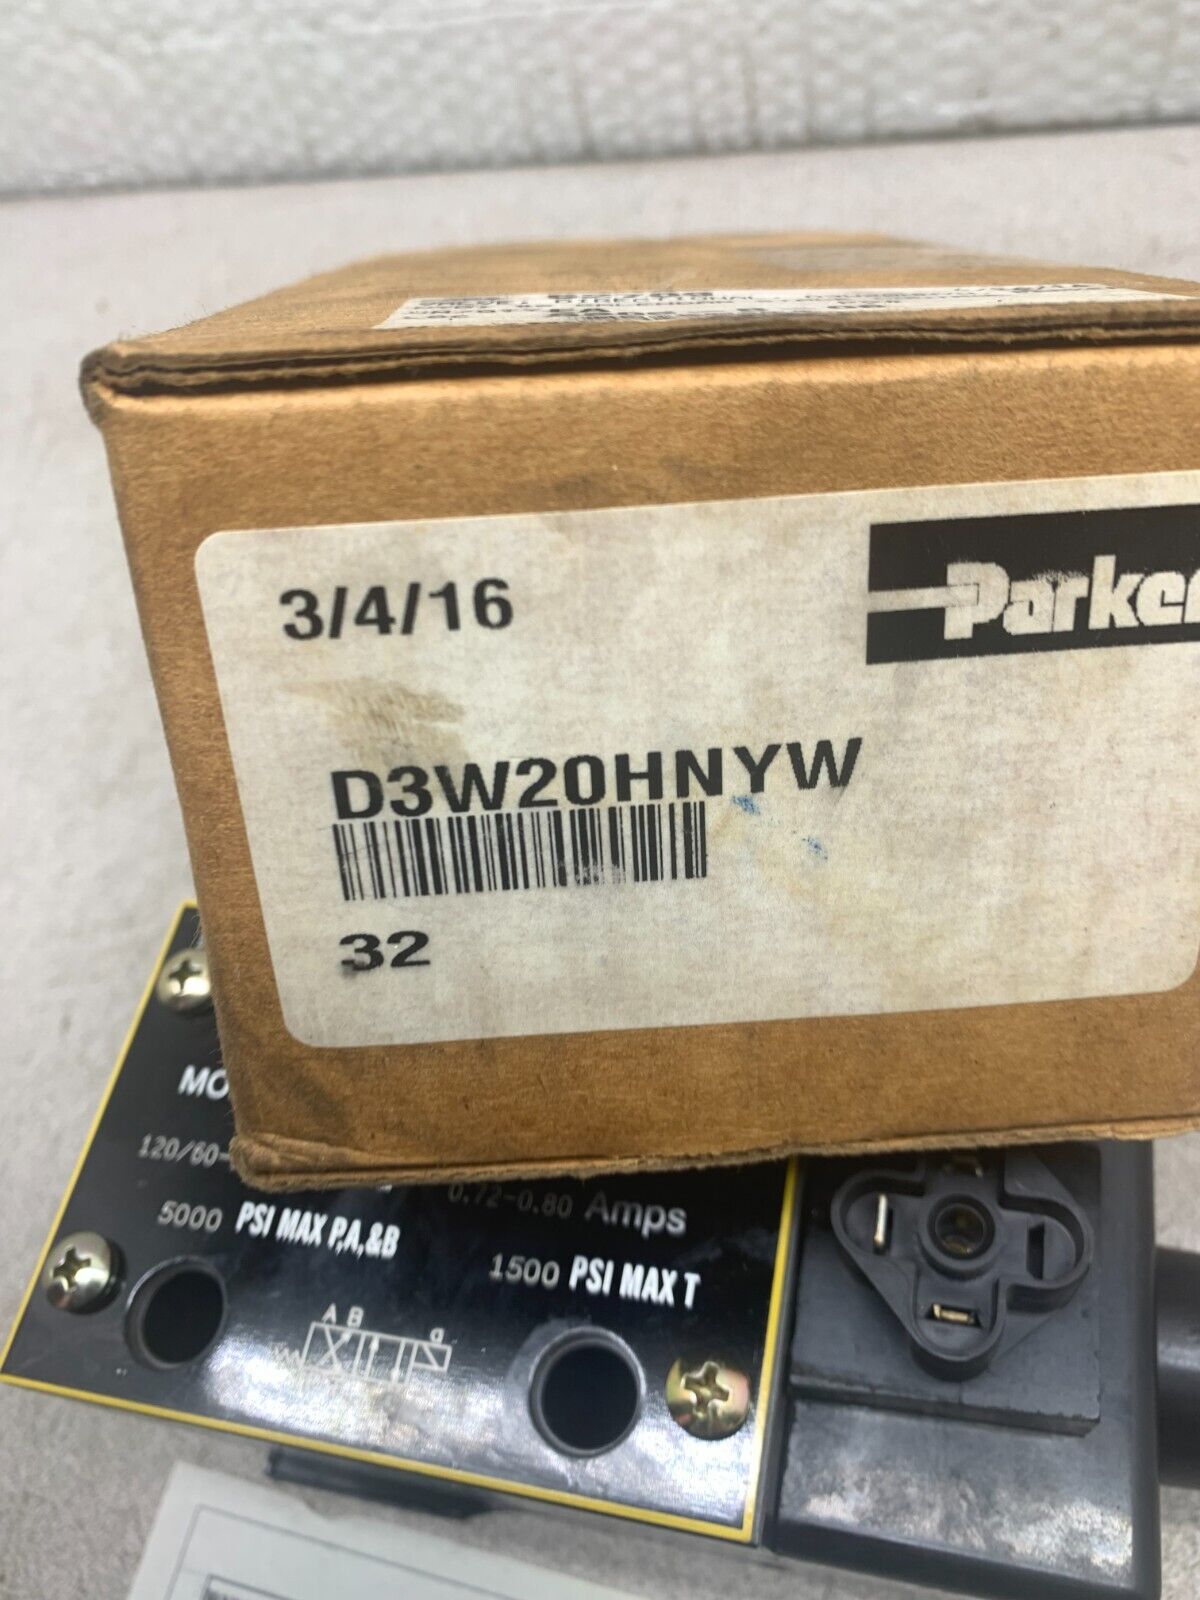 3/4/16
Parker
D3W20HNYW
32
MO
120/60-
0.72-0.80 Amps
5000 PSI MAX P,A,&B
1500 PSI MAX T
A B
a